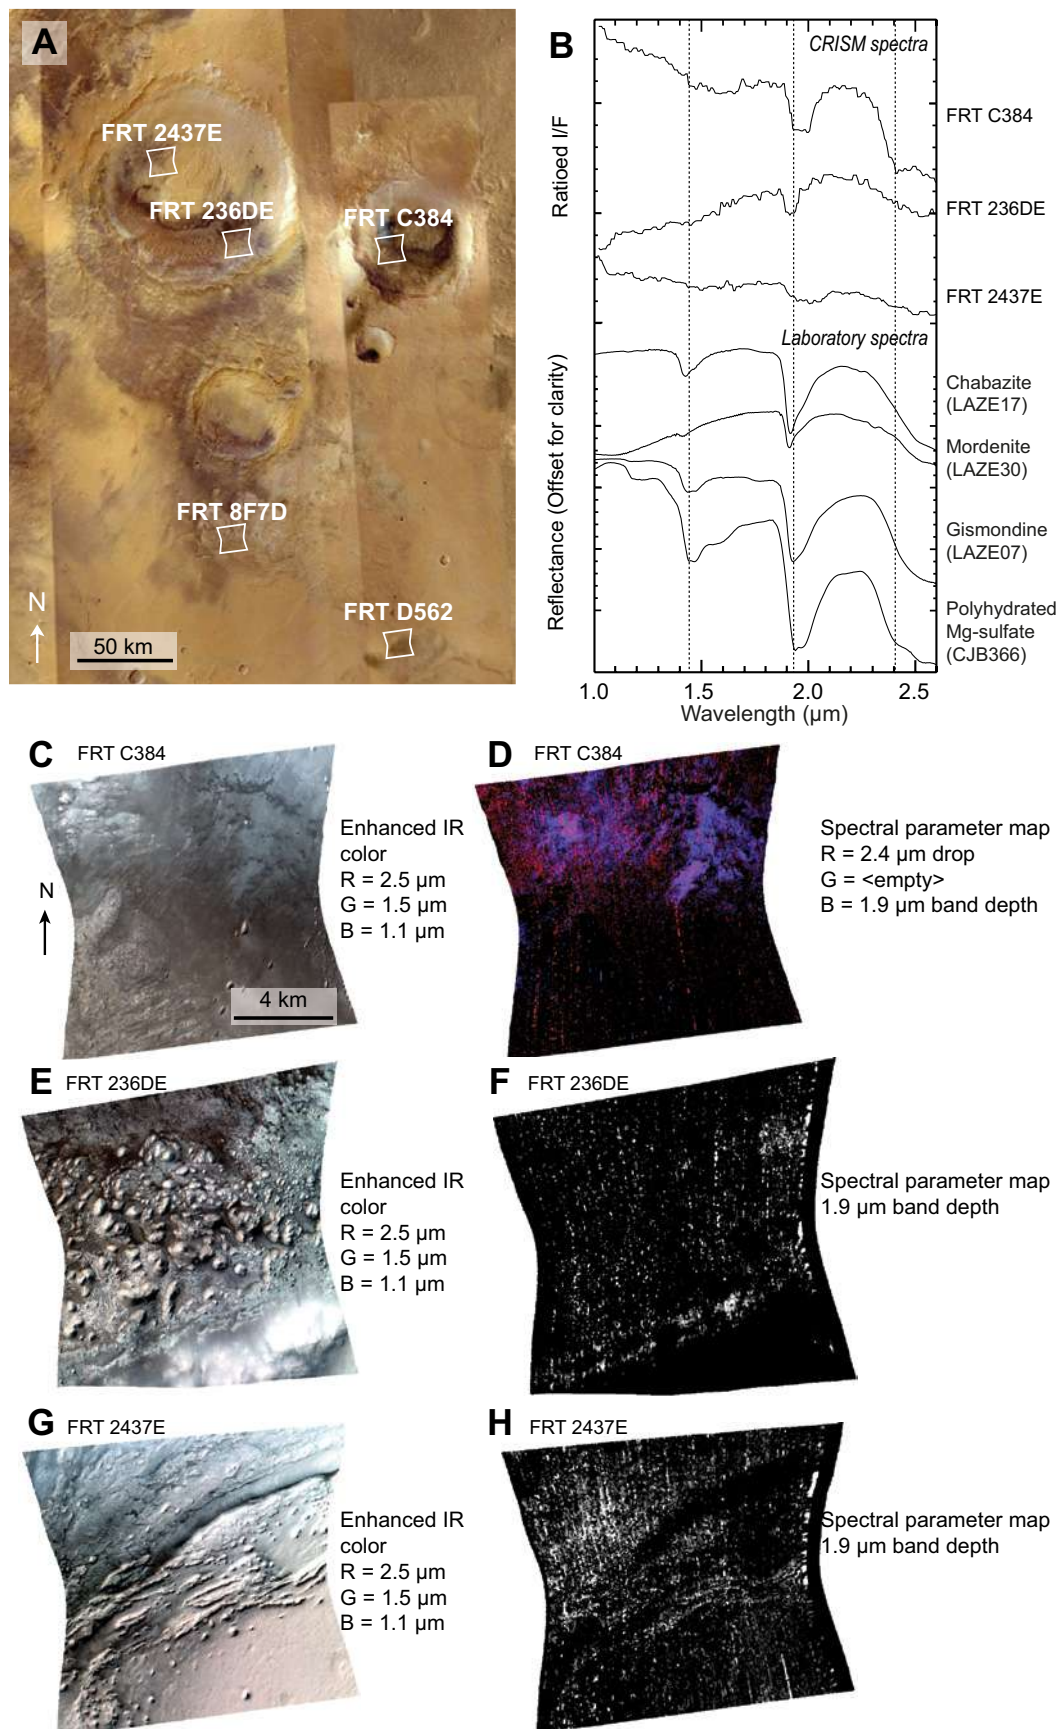 A
FRT 2437E
FRT 236DE
FRT C384
FRT 8F7D
FRT D562
N
50 km
B
CRISM spectra
Ratioed I/F
FRT C384
FRT 236DE
FRT 2437E
Laboratory spectra
Reflectance (Offset for clarity)
Chabazite
(LAZE17)
Mordenite
(LAZE30)
Gismondine
(LAZE07)
Polyhydrated
Mg-sulfate
(CJB366)
1.0 1.5 2.0 2.5
Wavelength (µm)
C FRT C384
Enhanced IR
color
R = 2.5 µm
G = 1.5 µm
B = 1.1 µm
N
4 km
D FRT C384
Spectral parameter map
R = 2.4 µm drop
G = <empty>
B = 1.9 µm band depth
E FRT 236DE
Enhanced IR
color
R = 2.5 µm
G = 1.5 µm
B = 1.1 µm
F FRT 236DE
Spectral parameter map
1.9 µm band depth
G FRT 2437E
Enhanced IR
color
R = 2.5 µm
G = 1.5 µm
B = 1.1 µm
H FRT 2437E
Spectral parameter map
1.9 µm band depth